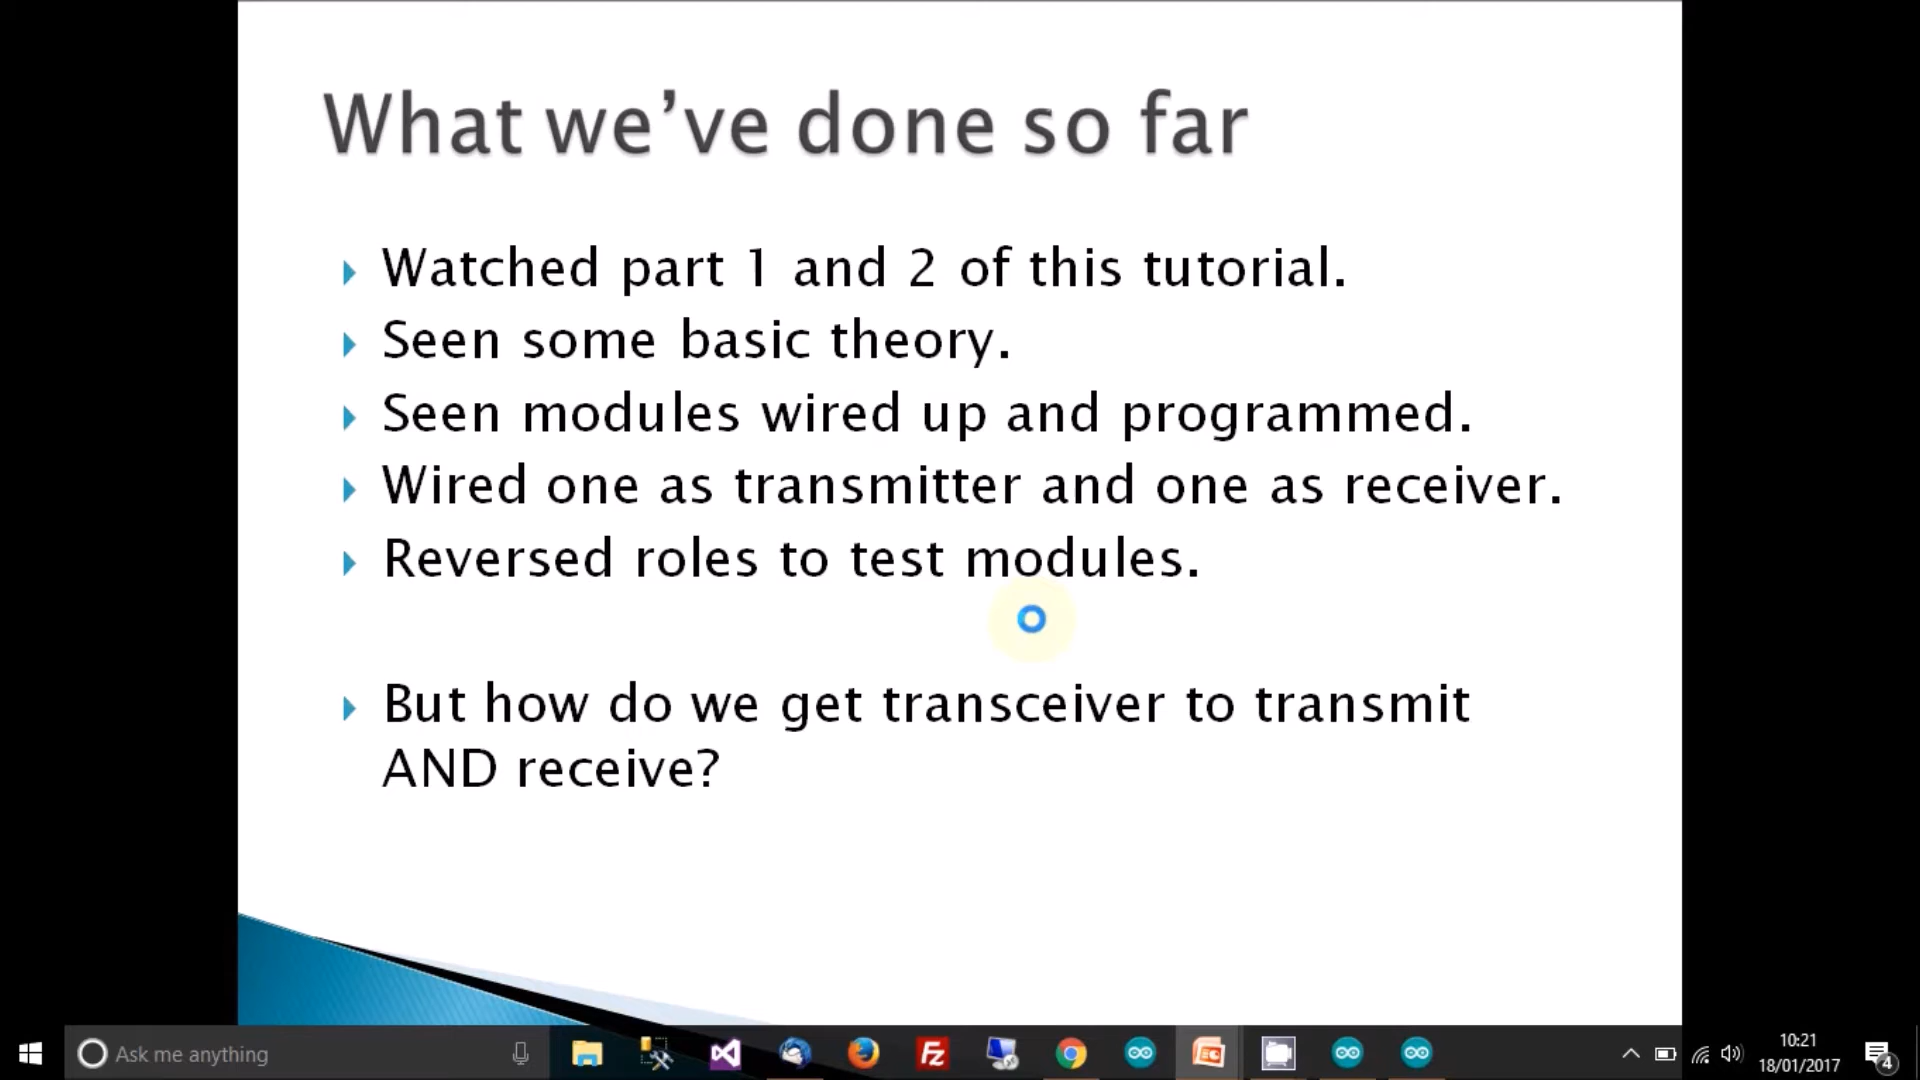 What we've done so far
Watched part 1 and 2 of this tutorial.
Seen some basic theory.
Seen modules wired up and programmed.
Wired one as transmitter and one as receiver.
Reversed roles to test modules.
But how do we get transceiver to transmit
AND receive?
Ask me anything
FZ
10:21
18/01/2017
4